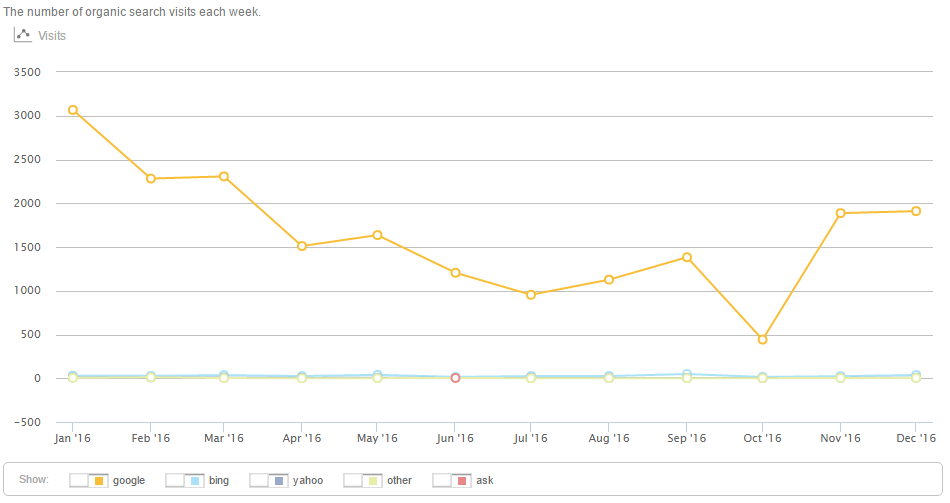 The number of organic search visits each week.
Visits
3500
3000
2500
2000
1500
1000
500
0
-500
Jan '16 Feb '16 Mar '16 Apr '16 May '16 Jun '16 Jul '16 Aug '16 Sep '16 Oct '16 Nov '16 Dec '16
Show: google bing yahoo other ask